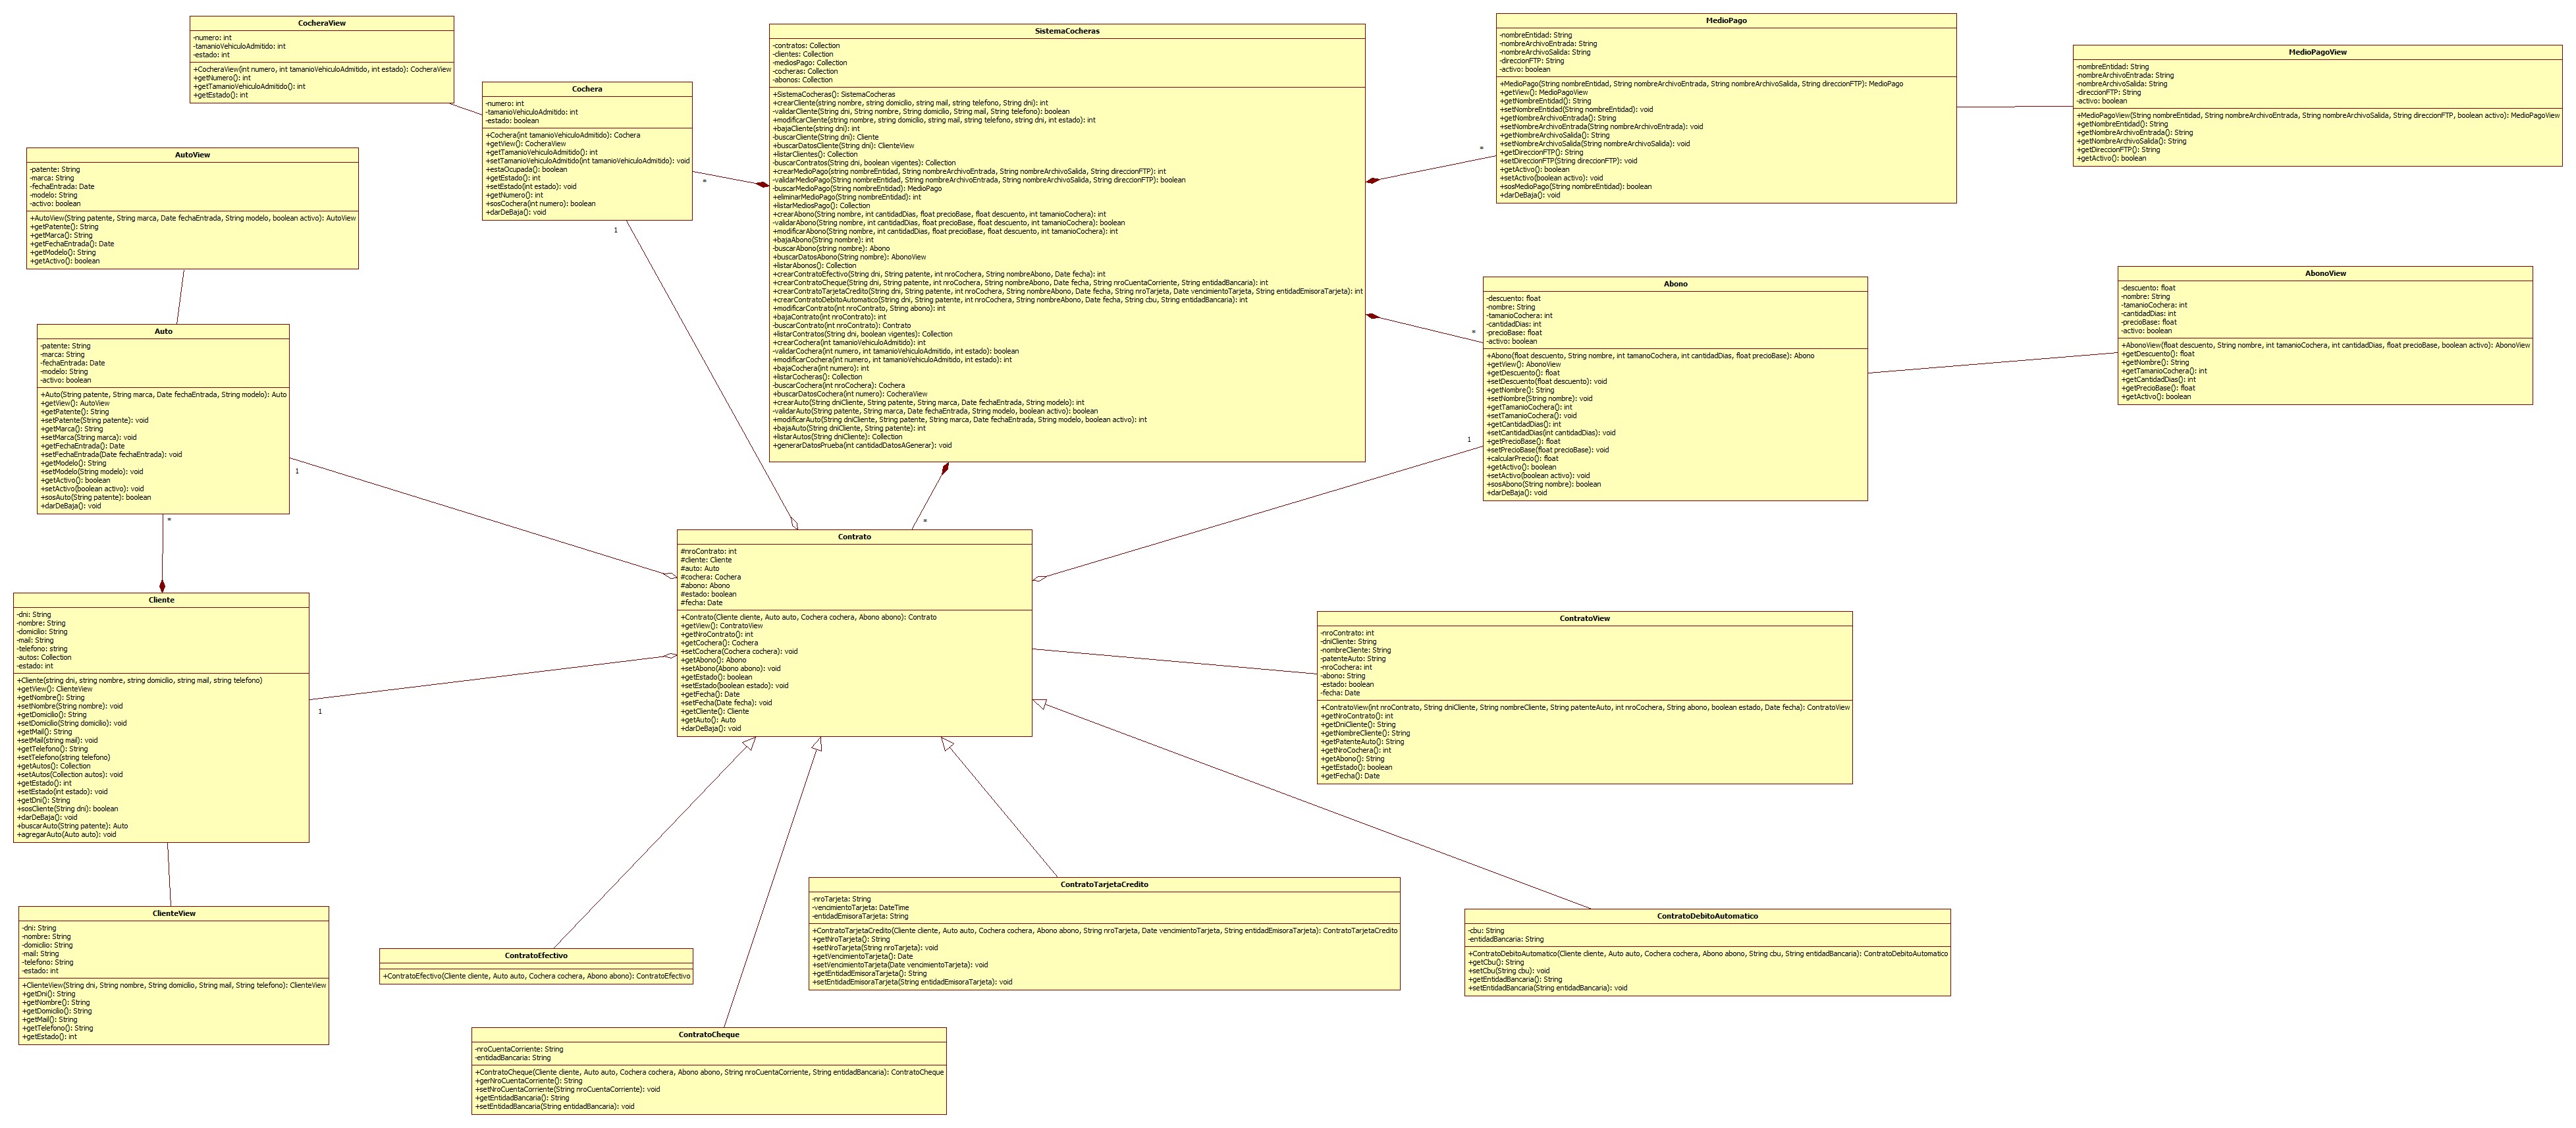 CocheraView
-numero: int
-tamanioVehiculoAdmitido: int
-estado: int
+CocheraView(int numero, int tamanioVehiculoAdmitido, int estado): CocheraView
+getNumero(): int
+getTamanioVehiculoAdmitido(): int
+getEstado(): int
Cochera
-numero: int
-tamanioVehiculoAdmitido: int
-estado: boolean
+Cochera(int tamanioVehiculoAdmitido): Cochera
+getView(): CocheraView
+getTamanioVehiculoAdmitido(): int
+setTamanioVehiculoAdmitido(int tamanioVehiculoAdmitido): void
+estaOcupada(): boolean
+getEstado(): int
+setEstado(int estado): void
+getNumero(): int
+sosCochera(int numero): boolean
+darDeBaja(): void
*
1
SistemaCocheras
-contratos: Collection
-clientes: Collection
-mediosPago: Collection
-cocheras: Collection
-abonos: Collection
+SistemaCocheras(): SistemaCocheras
+crearCliente(string nombre, string domicilio, string mail, string telefono, String dni): int
-validarCliente(String dni, String nombre, String domicilio, String mail, String telefono): boolean
+modificarCliente(string nombre, string domicilio, string mail, string telefono, string dni, int estado): int
+bajaCliente(string dni): int
-buscarCliente(String dni): Cliente
+buscarDatosCliente(String dni): ClienteView
+listarClientes(): Collection
-buscarContratos(String dni, boolean vigentes): Collection
+crearMedioPago(string nombreEntidad, String nombreArchivoEntrada, String nombreArchivoSalida, String direccionFTP): int
-validarMedioPago(String nombreEntidad, String nombreArchivoEntrada, String nombreArchivoSalida, String direccionFTP): boolean
-buscarMedioPago(String nombreEntidad): MedioPago
+eliminarMedioPago(String nombreEntidad): int
+listarMediosPago(): Collection
+crearAbono(String nombre, int cantidadDias, float precioBase, float descuento, int tamanioCochera): int
-validarAbono(String nombre, int cantidadDias, float precioBase, float descuento, int tamanioCochera): boolean
+modificarAbono(String nombre, int cantidadDias, float precioBase, float descuento, int tamanioCochera): int
+bajaAbono(String nombre): int
-buscarAbono(string nombre): Abono
+buscarDatosAbono(String nombre): AbonoView
+listarAbonos(): Collection
+crearContratoEfectivo(String dni, String patente, int nroCochera, String nombreAbono, Date fecha): int
+crearContratoCheque(String dni, String patente, int nroCochera, String nombreAbono, Date fecha, String nroCuentaCorriente, String entidadBancaria): int
+crearContratoTarjetaCredito(String dni, String patente, int nroCochera, String nombreAbono, Date fecha, String nroTarjeta, Date vencimientoTarjeta, String entidadEmisoraTarjeta): int
+crearContratoDebitoAutomatico(String dni, String patente, int nroCochera, String nombreAbono, Date fecha, String cbu, String entidadBancaria): int
+modificarContrato(int nroContrato, String abono): int
+bajaContrato(int nroContrato): int
-buscarContrato(int nroContrato): Contrato
+listarContratos(String dni, boolean vigentes): Collection
+crearCochera(int tamanioVehiculoAdmitido): int
-validarCochera(int numero, int tamanioVehiculoAdmitido, int estado): boolean
+modificarCochera(int numero, int tamanioVehiculoAdmitido, int estado): int
+bajaCochera(int numero): int
+listarCocheras(): Collection
-buscarCochera(int nroCochera): Cochera
+buscarDatosCochera(int numero): CocheraView
+crearAuto(String dniCliente, String patente, String marca, Date fechaEntrada, String modelo): int
-validarAuto(String patente, String marca, Date fechaEntrada, String modelo, boolean activo): boolean
+modificarAuto(String dniCliente, String patente, String marca, Date fechaEntrada, String modelo, boolean activo): int
+bajaAuto(String dniCliente, String patente): int
+listarAutos(String dniCliente): Collection
+generarDatosPrueba(int cantidadDatosAGenerar): void
MedioPago
-nombreEntidad: String
-nombreArchivoEntrada: String
-nombreArchivoSalida: String
-direccionFTP: String
-activo: boolean
+MedioPago(String nombreEntidad, String nombreArchivoEntrada, String nombreArchivoSalida, String direccionFTP): MedioPago
+getView(): MedioPagoView
+getNombreEntidad(): String
+setNombreEntidad(String nombreEntidad): void
+getNombreArchivoEntrada(): String
+setNombreArchivoEntrada(String nombreArchivoEntrada): void
+getNombreArchivoSalida(): String
+setNombreArchivoSalida(String nombreArchivoSalida): void
+getDireccionFTP(): String
+setDireccionFTP(String direccionFTP): void
+getActivo(): boolean
+setActivo(boolean activo): void
+sosMedioPago(String nombreEntidad): boolean
+darDeBaja(): void
*
MedioPagoView
-nombreEntidad: String
-nombreArchivoEntrada: String
-nombreArchivoSalida: String
-direccionFTP: String
-activo: boolean
+MedioPagoView(String nombreEntidad, String nombreArchivoEntrada, String nombreArchivoSalida, String direccionFTP, boolean activo): MedioPagoView
+getNombreEntidad(): String
+getNombreArchivoEntrada(): String
+getNombreArchivoSalida(): String
+getDireccionFTP(): String
+getActivo(): boolean
AutoView
-patente: String
-marca: String
-fechaEntrada: Date
-modelo: String
-activo: boolean
+AutoView(String patente, String marca, Date fechaEntrada, String modelo, boolean activo): AutoView
+getPatente(): String
+getMarca(): String
+getFechaEntrada(): Date
+getModelo(): String
+getActivo(): boolean
Auto
-patente: String
-marca: String
-fechaEntrada: Date
-modelo: String
-activo: boolean
+Auto(String patente, String marca, Date fechaEntrada, String modelo): Auto
+getView(): AutoView
+getPatente(): String
+setPatente(String patente): void
+getMarca(): String
+setMarca(String marca): void
+getFechaEntrada(): Date
+setFechaEntrada(Date fechaEntrada): void
+getModelo(): String
+setModelo(String modelo): void
+getActivo(): boolean
+setActivo(boolean activo): void
+sosAuto(String patente): boolean
+darDeBaja(): void
1
*
Abono
-descuento: float
-nombre: String
-tamanioCochera: int
-cantidadDias: int
-precioBase: float
-activo: boolean
+Abono(float descuento, String nombre, int tamanoCochera, int cantidadDias, float precioBase): Abono
+getView(): AbonoView
+getDescuento(): float
+setDescuento(float descuento): void
+getNombre(): String
+setNombre(String nombre): void
+getTamanioCochera(): int
+setTamanioCochera(): void
+getCantidadDias(): int
+setCantidadDias(int cantidadDias): void
+getPrecioBase(): float
+setPrecioBase(float precioBase): void
+calcularPrecio(): float
+getActivo(): boolean
+setActivo(boolean activo): void
+sosAbono(String nombre): boolean
+darDeBaja(): void
*
1
AbonoView
-descuento: float
-nombre: String
-tamanioCochera: int
-cantidadDias: int
-precioBase: float
-activo: boolean
+AbonoView(float descuento, String nombre, int tamanioCochera, int cantidadDias, float precioBase, boolean activo): AbonoView
+getDescuento(): float
+getNombre(): String
+getTamanioCochera(): int
+getCantidadDias(): int
+getPrecioBase(): float
+getActivo(): boolean
*
Contrato
#nroContrato: int
#cliente: Cliente
#auto: Auto
#cochera: Cochera
#abono: Abono
#estado: boolean
#fecha: Date
+Contrato(Cliente cliente, Auto auto, Cochera cochera, Abono abono): Contrato
+getView(): ContratoView
+getNroContrato(): int
+getCochera(): Cochera
+setCochera(Cochera cochera): void
+getAbono(): Abono
+setAbono(Abono abono): void
+getEstado(): boolean
+setEstado(boolean estado): void
+getFecha(): Date
+setFecha(Date fecha): void
+getCliente(): Cliente
+getAuto(): Auto
+darDeBaja(): void
Cliente
-dni: String
-nombre: String
-domicilio: String
-mail: String
-telefono: string
-autos: Collection
-estado: int
+Cliente(string dni, string nombre, string domicilio, string mail, string telefono)
+getView(): ClienteView
+getNombre(): String
+setNombre(String nombre): void
+getDomicilio(): String
+setDomicilio(String domicilio): void
+getMail(): String
+setMail(string mail): void
+getTelefono(): String
+setTelefono(string telefono)
+getAutos(): Collection
+setAutos(Collection autos): void
+getEstado(): int
+setEstado(int estado): void
+getDni(): String
+sosCliente(String dni): boolean
+darDeBaja(): void
+buscarAuto(String patente): Auto
+agregarAuto(Auto auto): void
1
ContratoView
-nroContrato: int
-dniCliente: String
-nombreCliente: String
-patenteAuto: String
-nroCochera: int
-abono: String
-estado: boolean
-fecha: Date
+ContratoView(int nroContrato, String dniCliente, String nombreCliente, String patenteAuto, int nroCochera, String abono, boolean estado, Date fecha): ContratoView
+getNroContrato(): int
+getDniCliente(): String
+getNombreCliente(): String
+getPatenteAuto(): String
+getNroCochera(): int
+getAbono(): String
+getEstado(): boolean
+getFecha(): Date
ClienteView
-dni: String
-nombre: String
-domicilio: String
-mail: String
-telefono: String
-estado: int
+ClienteView(String dni, String nombre, String domicilio, String mail, String telefono): ClienteView
+getDni(): String
+getNombre(): String
+getDomicilio(): String
+getMail(): String
+getTelefono(): String
+getEstado(): int
ContratoEfectivo
+ContratoEfectivo(Cliente cliente, Auto auto, Cochera cochera, Abono abono): ContratoEfectivo
ContratoTarjetaCredito
-nroTarjeta: String
-vencimientoTarjeta: DateTime
-entidadEmisoraTarjeta: String
+ContratoTarjetaCredito(Cliente cliente, Auto auto, Cochera cochera, Abono abono, String nroTarjeta, Date vencimientoTarjeta, String entidadEmisoraTarjeta): ContratoTarjetaCredito
+getNroTarjeta(): String
+setNroTarjeta(String nroTarjeta): void
+getVencimientoTarjeta(): Date
+setVencimientoTarjeta(Date vencimientoTarjeta): void
+getEntidadEmisoraTarjeta(): String
+setEntidadEmisoraTarjeta(String entidadEmisoraTarjeta): void
ContratoDebitoAutomatico
-cbu: String
-entidadBancaria: String
+ContratoDebitoAutomatico(Cliente cliente, Auto auto, Cochera cochera, Abono abono, String cbu, String entidadBancaria): ContratoDebitoAutomatico
+getCbu(): String
+setCbu(String cbu): void
+getEntidadBancaria(): String
+setEntidadBancaria(String entidadBancaria): void
ContratoCheque
-nroCuentaCorriente: String
-entidadBancaria: String
+ContratoCheque(Cliente cliente, Auto auto, Cochera cochera, Abono abono, String nroCuentaCorriente, String entidadBancaria): ContratoCheque
+gerNroCuentaCorriente(): String
+setNroCuentaCorriente(String nroCuentaCorriente): void
+getEntidadBancaria(): String
+setEntidadBancaria(String entidadBancaria): void